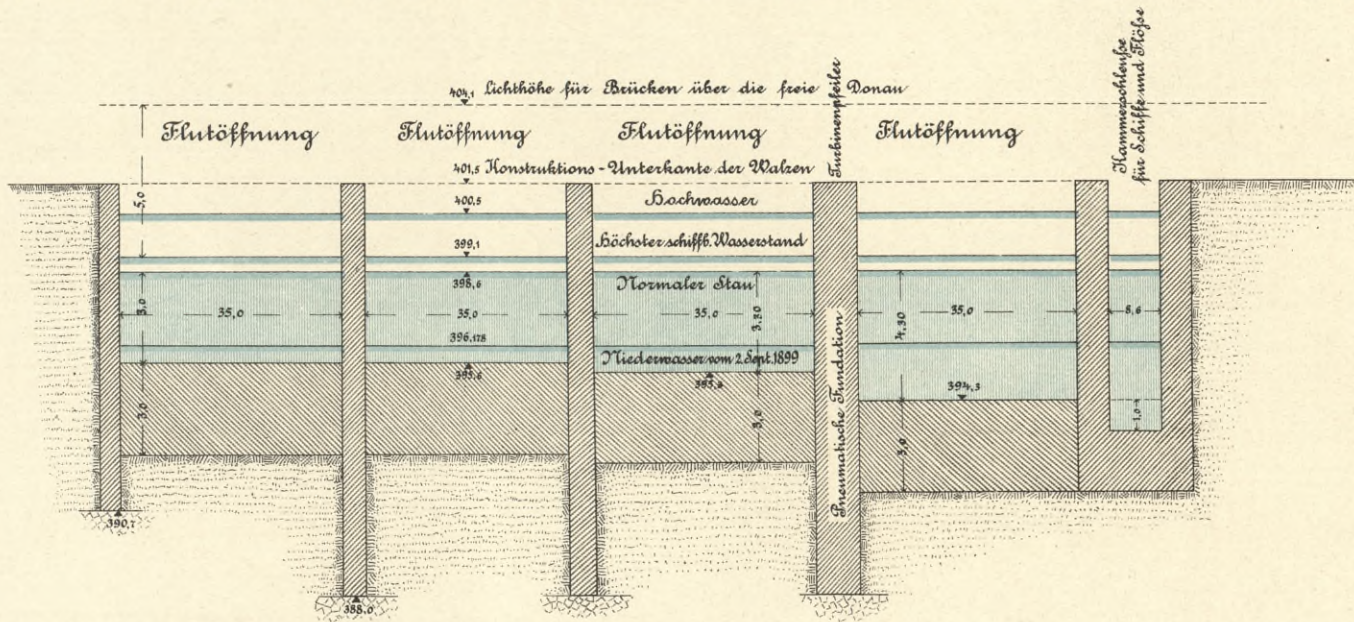 404,1 Lichthöhe für Brücken über die freie Donau
Flutöffnung Flutöffnung Flutöffnung Flutöffnung
Turbinenpfeiler
Kammerschleuße
für Schiffe und Flöße
401,5 Konstruktions-Unterkante der Walzen
5,0
400,5 Hochwasser
399,1 Höchster schiffb. Wasserstand
398,6 Normaler Stau
3,0 35,0 35,0 35,0 3,30 4,30 35,0 8,6
396,178 Niederwasser vom 2. Sept. 1899
395,6
394,3
3,0 3,0 3,0 1,0
Pneumatische Fundation
390,7
388,0